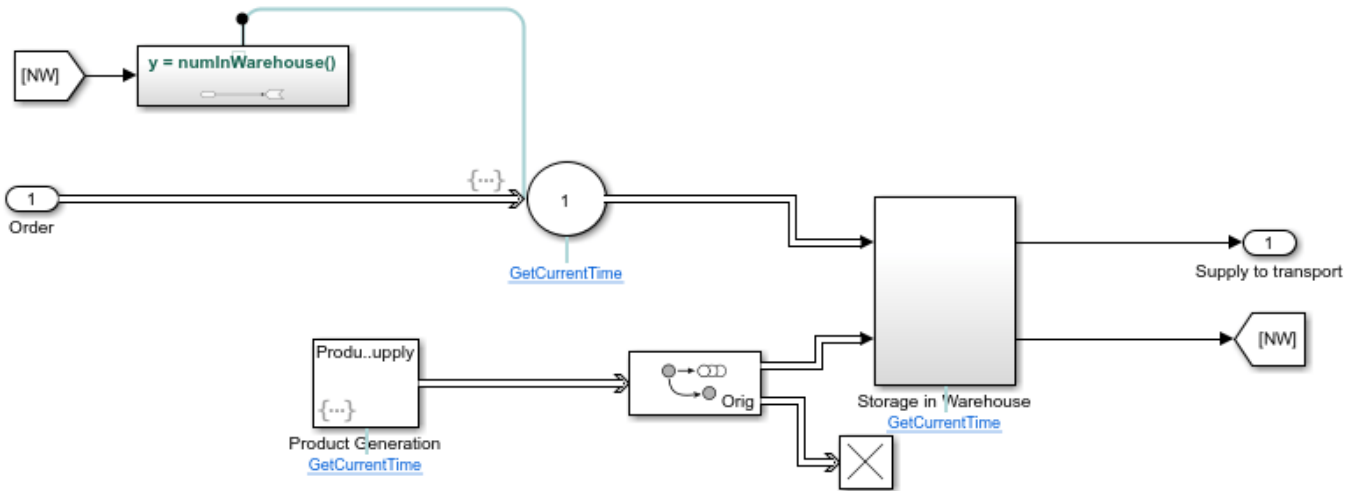 [NW]
y = numInWarehouse()
{...}
1
Order
1
GetCurrentTime
1
Supply to transport
Produ..upply
{...}
Product Generation
GetCurrentTime
Orig
Storage in Warehouse
GetCurrentTime
[NW]